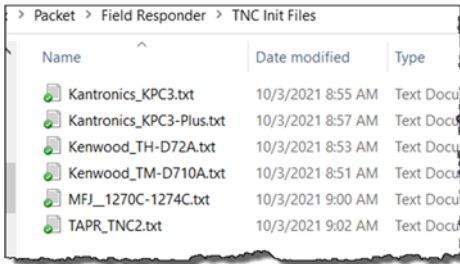 > Packet > Field Responder > TNC Init Files
Name Date modified Type
Kantronics_KPC3.txt 10/3/2021 8:55 AM Text Docu
Kantronics_KPC3-Plus.txt 10/3/2021 8:57 AM Text Docu
Kenwood_TH-D72A.txt 10/3/2021 8:53 AM Text Docu
Kenwood_TM-D710A.txt 10/3/2021 8:51 AM Text Docu
MFJ__1270C-1274C.txt 10/3/2021 9:00 AM Text Docu
TAPR_TNC2.txt 10/3/2021 9:02 AM Text Docu